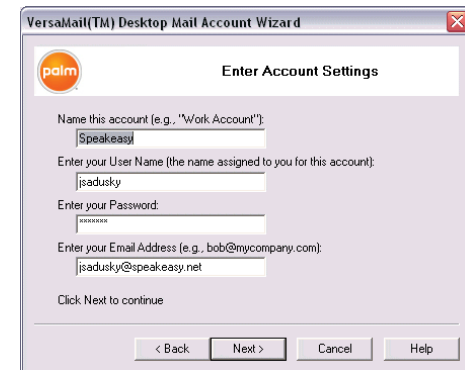 VersaMail(TM) Desktop Mail Account Wizard
palm
Enter Account Settings
Name this account (e.g., "Work Account"):
Speakeasy
Enter your User Name (the name assigned to you for this account):
jsadusky
Enter your Password:
×××××××
Enter your Email Address (e.g., bob@mycompany.com):
jsadusky@speakeasy.net
Click Next to continue
< Back Next > Cancel Help